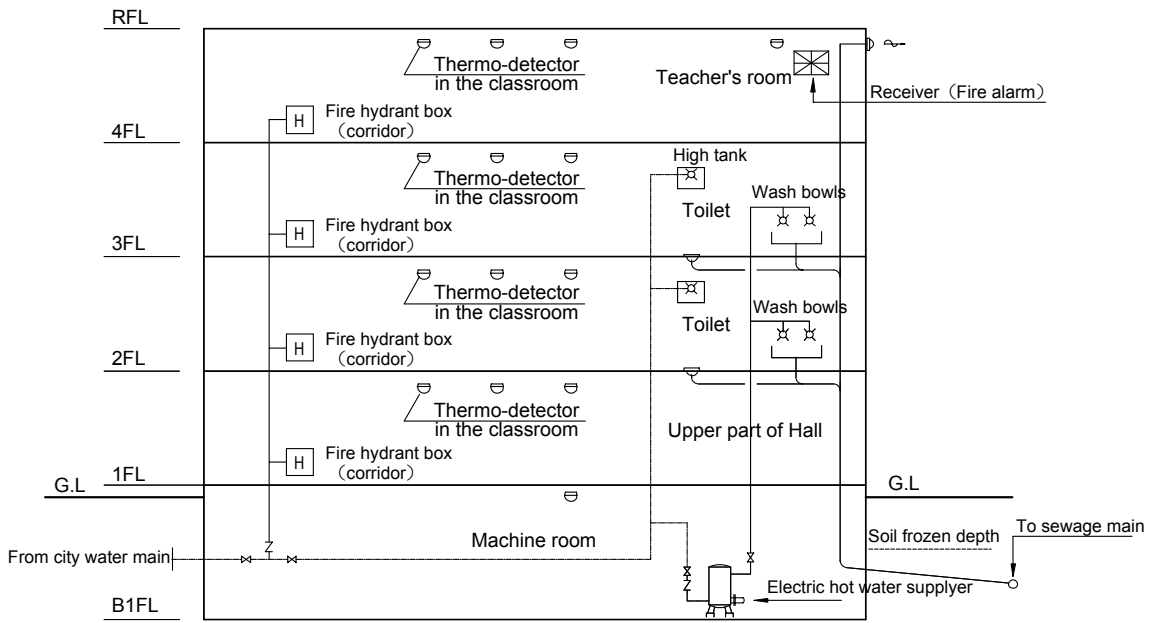 RFL
Thermo-detector
in the classroom
Teacher's room
Receiver（Fire alarm）
Fire hydrant box
（corridor）
H
4FL
High tank
Thermo-detector
in the classroom
Wash bowls
Toilet
Fire hydrant box
（corridor）
H
3FL
Thermo-detector
in the classroom
Wash bowls
Toilet
Fire hydrant box
（corridor）
H
2FL
Thermo-detector
in the classroom
Upper part of Hall
Fire hydrant box
（corridor）
H
1FL
G.L
G.L
To sewage main
Soil frozen depth
Machine room
From city water main
Electric hot water supplyer
B1FL